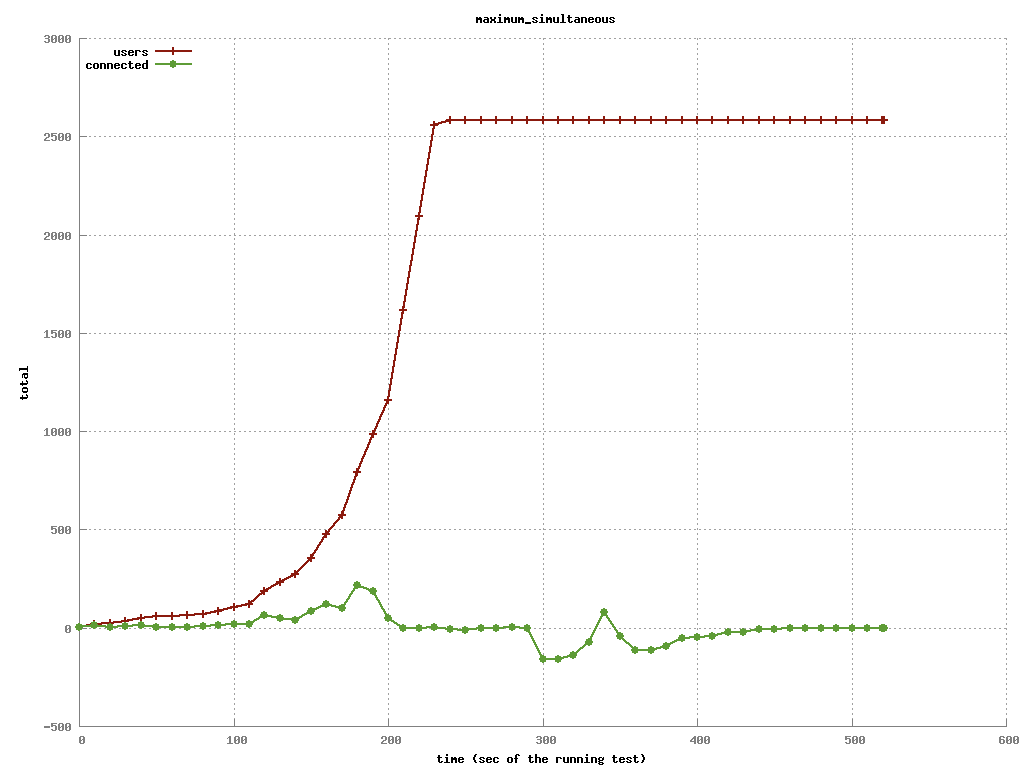 maximum_simultaneous
3000
users
connected
2500
2000
1500
total
1000
500
0
-500
0 100 200 300 400 500 600
time (sec of the running test)